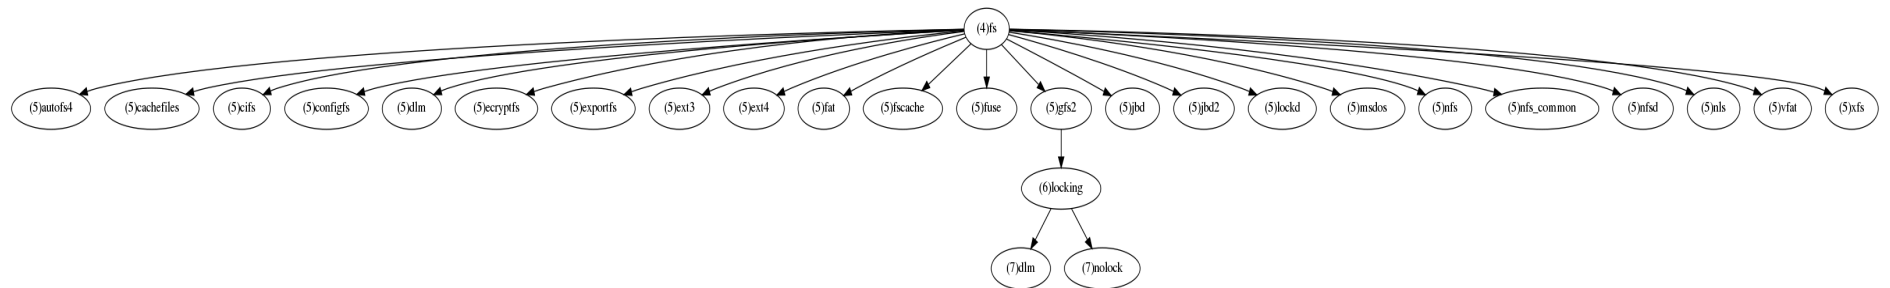 (4)fs
(5)autofs4
(5)cachefiles
(5)cifs
(5)configfs
(5)dlm
(5)ecryptfs
(5)exportfs
(5)ext3
(5)ext4
(5)fat
(5)fscache
(5)fuse
(5)gfs2
(5)jbd
(5)jbd2
(5)lockd
(5)msdos
(5)nfs
(5)nfs_common
(5)nfsd
(5)nls
(5)vfat
(5)xfs
(6)locking
(7)dlm
(7)nolock